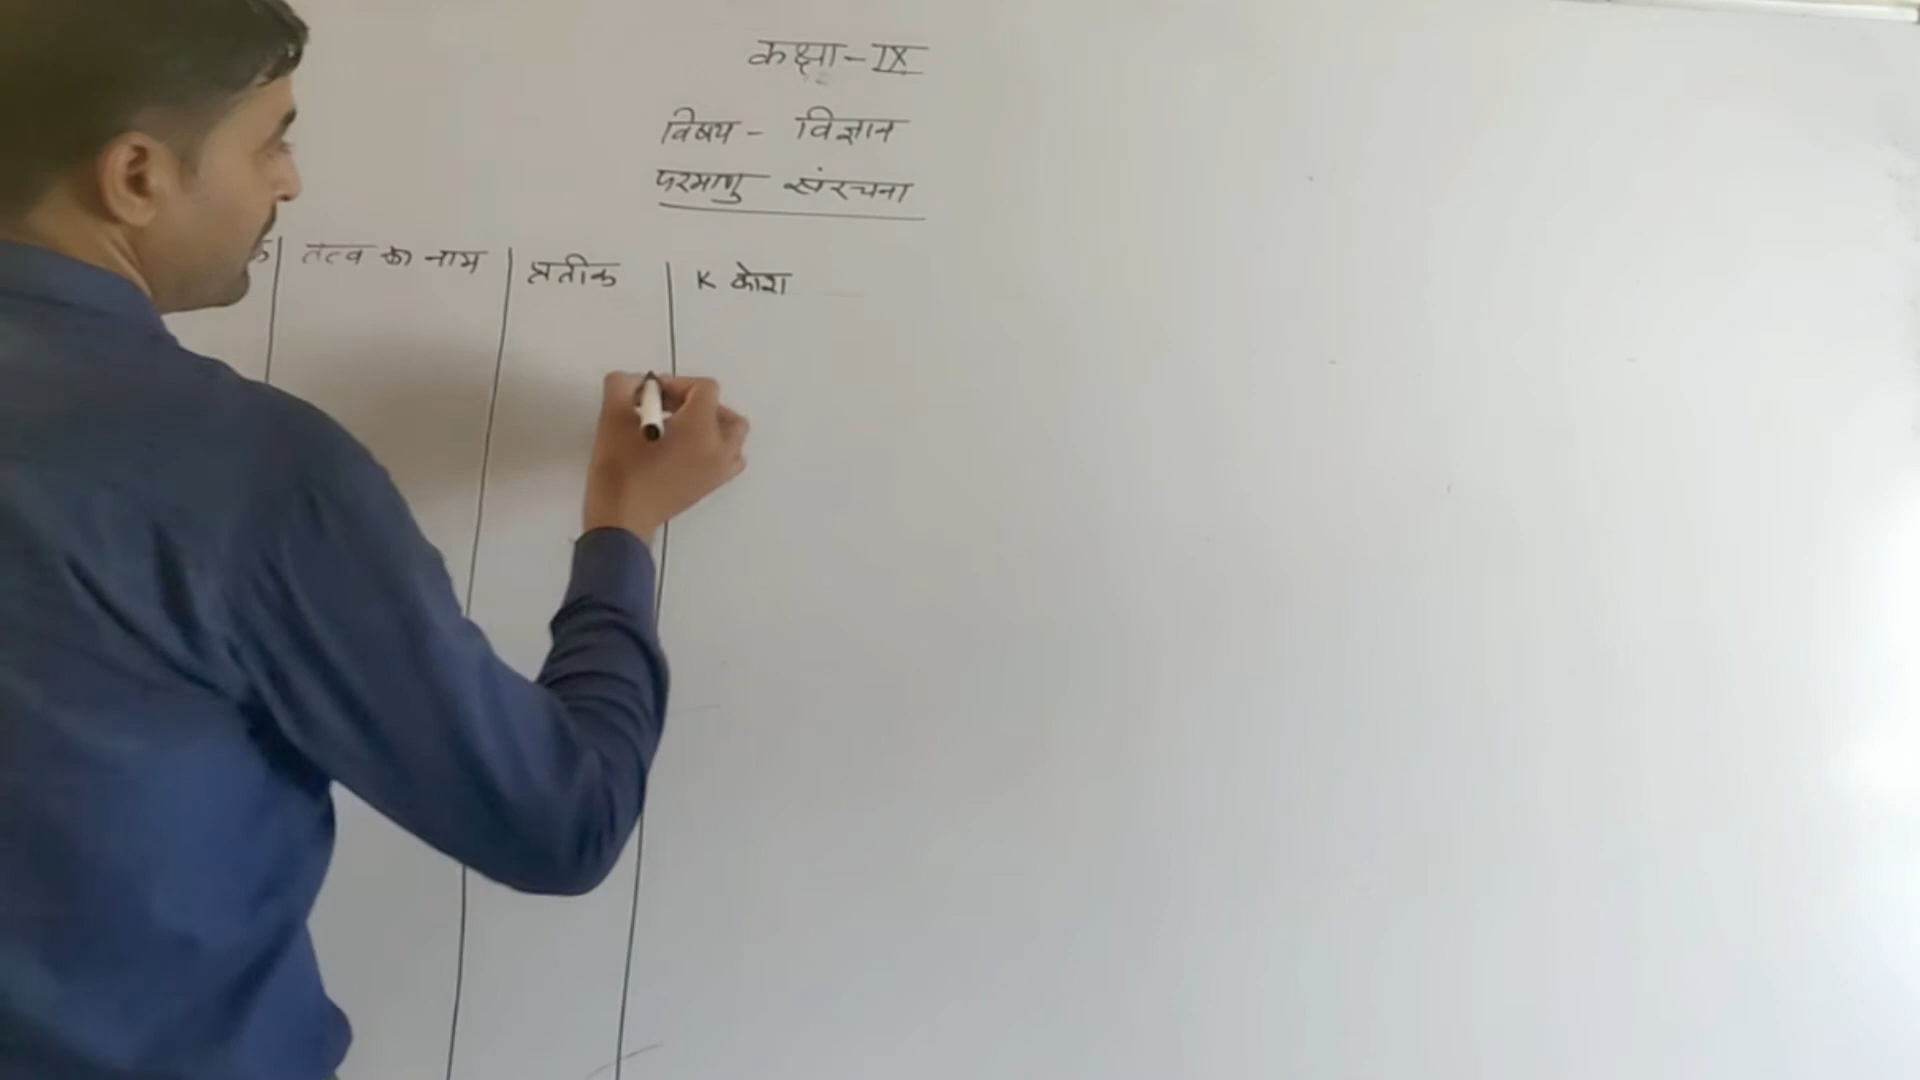 कक्षा - IX
विषय - विज्ञान
परमाणु संरचना
तत्व का नाम | प्रतीक | K कोश